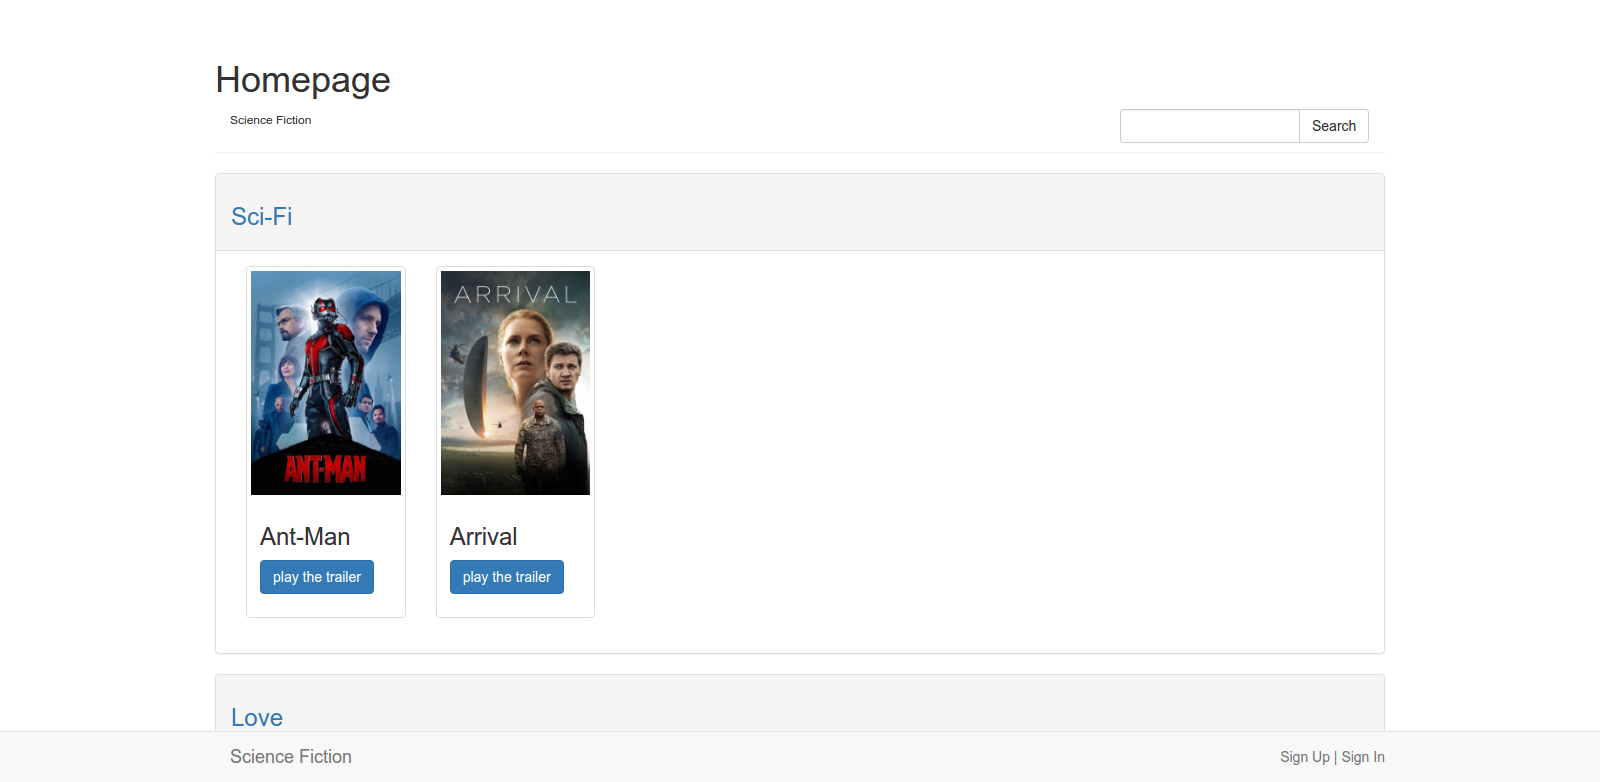 Homepage
Science Fiction
Search
Sci-Fi
ARRIVAL
ANT-MAN
Ant-Man
Arrival
play the trailer
play the trailer
Love
Science Fiction
Sign Up | Sign In